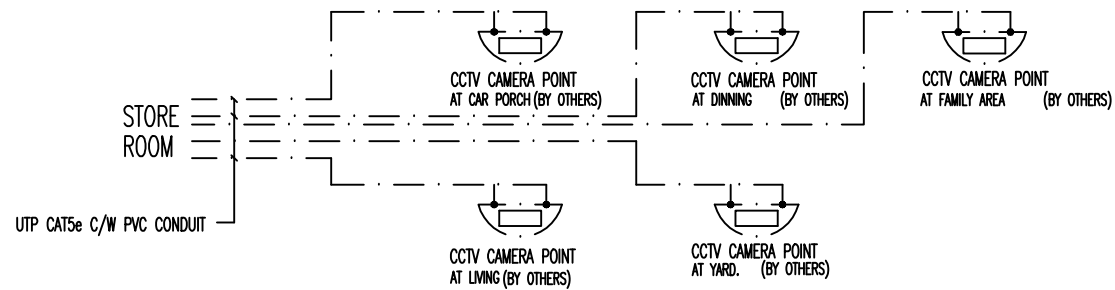 CCTV CAMERA POINT
AT CAR PORCH (BY OTHERS)
CCTV CAMERA POINT
AT DINNING (BY OTHERS)
CCTV CAMERA POINT
AT FAMILY AREA (BY OTHERS)
STORE
ROOM
UTP CAT5e C/W PVC CONDUIT
CCTV CAMERA POINT
AT LIVING (BY OTHERS)
CCTV CAMERA POINT
AT YARD. (BY OTHERS)